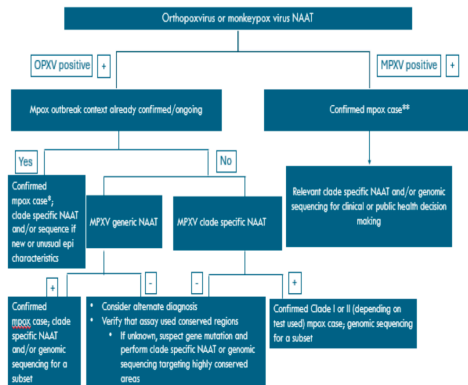 Orthopoxvirus or monkeypox virus NAAT
OPXV positive
+
MPXV positive
+
Mpox outbreak context already confirmed/ongoing
Confirmed mpox case**
Yes
No
Confirmed
mpox case*;
clade specific NAAT
and/or sequence if
new or unusual epi
characteristics
MPXV generic NAAT
MPXV clade specific NAAT
Relevant clade specific NAAT and/or genomic
sequencing for clinical or public health decision
making
+
-
-
+
Confirmed
mpox case; clade
specific NAAT
and/or genomic
sequencing for a
subset
• Consider alternate diagnosis
• Verify that assay used conserved regions
• If unknown, suspect gene mutation and
perform clade specific NAAT or genomic
sequencing targeting highly conserved
areas
Confirmed Clade I or II (depending on
test used) mpox case; genomic sequencing
for a subset